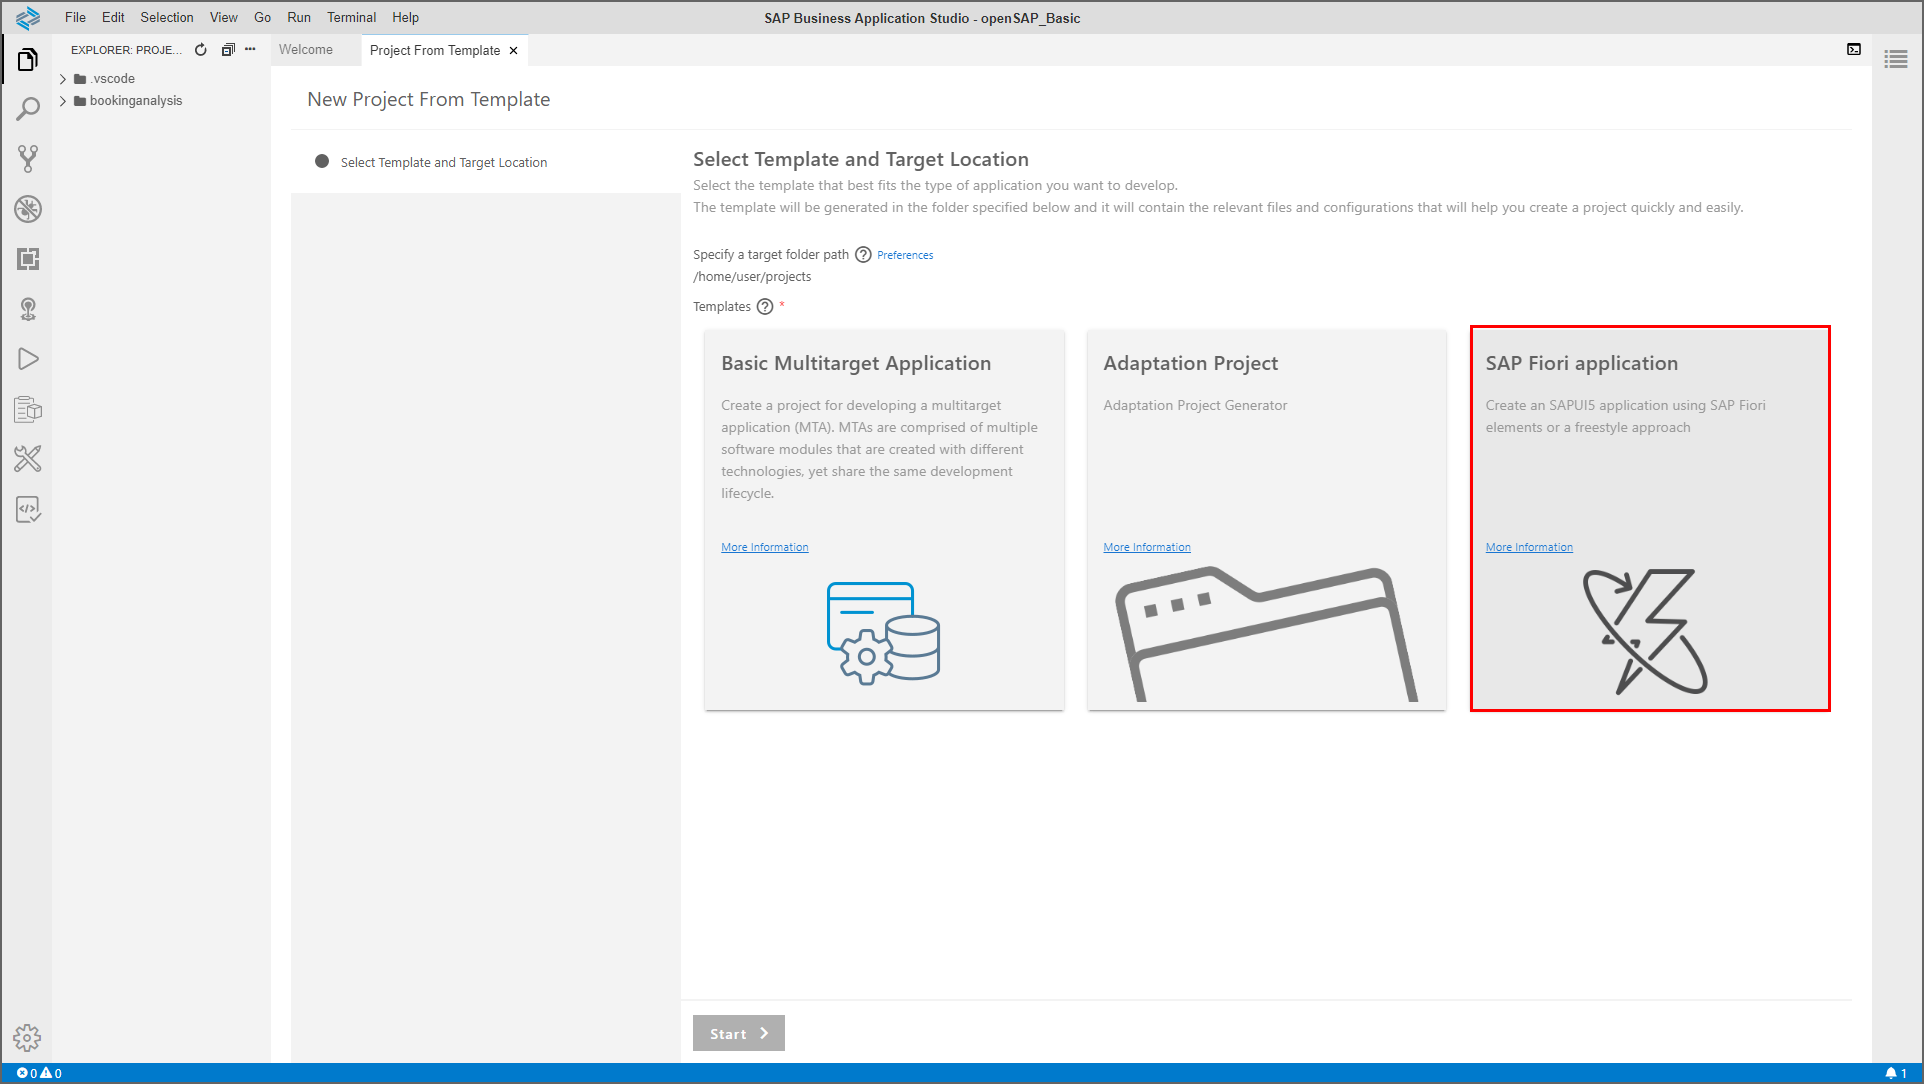 File Edit Selection View Go Run Terminal Help
SAP Business Application Studio - openSAP_Basic
EXPLORER: PROJE...
Welcome
Project From Template
.vscode
bookinganalysis
New Project From Template
Select Template and Target Location
Select Template and Target Location
Select the template that best fits the type of application you want to develop.
The template will be generated in the folder specified below and it will contain the relevant files and configurations that will help you create a project quickly and easily.
Specify a target folder path ? Preferences
/home/user/projects
Templates ? *
Basic Multitarget Application
Create a project for developing a multitarget
application (MTA). MTAs are comprised of multiple
software modules that are created with different
technologies, yet share the same development
lifecycle.
More Information
Adaptation Project
Adaptation Project Generator
More Information
SAP Fiori application
Create an SAPUI5 application using SAP Fiori
elements or a freestyle approach
More Information
Start
0 0
1